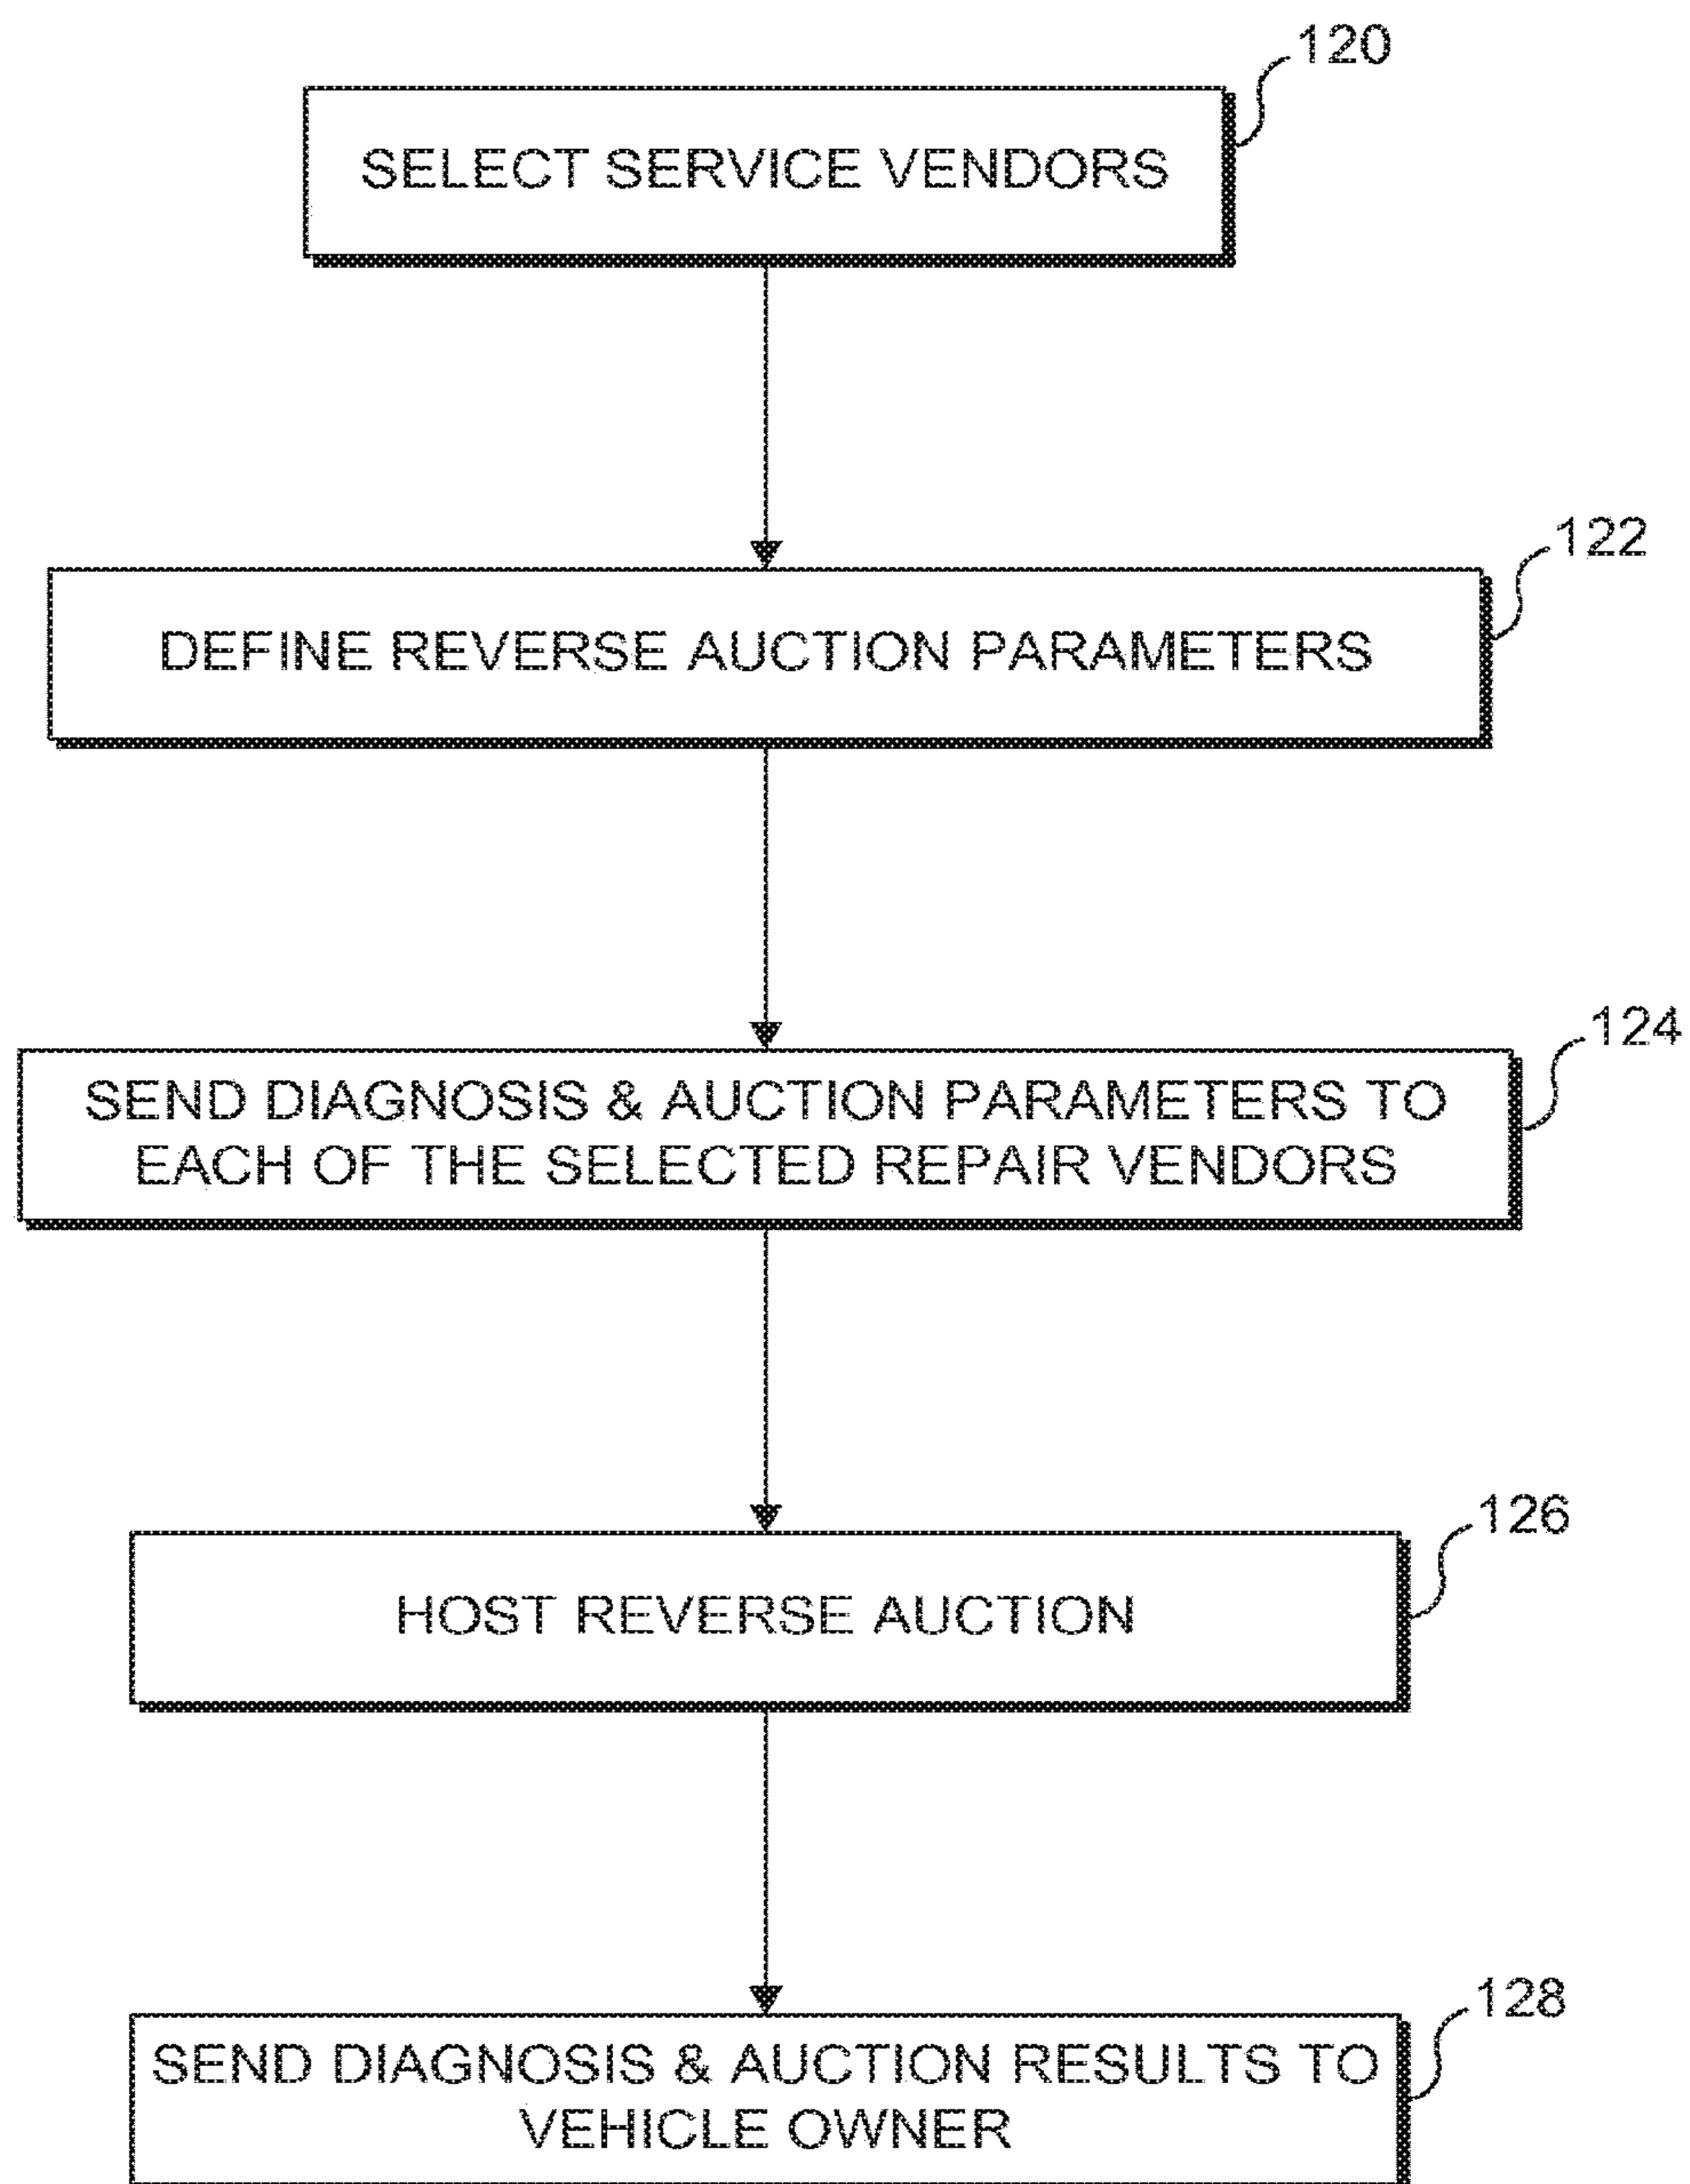 120
SELECT SERVICE VENDORS
122
DEFINE REVERSE AUCTION PARAMETERS
124
SEND DIAGNOSIS & AUCTION PARAMETERS TO
EACH OF THE SELECTED REPAIR VENDORS
126
HOST REVERSE AUCTION
128
SEND DIAGNOSIS & AUCTION RESULTS TO
VEHICLE OWNER